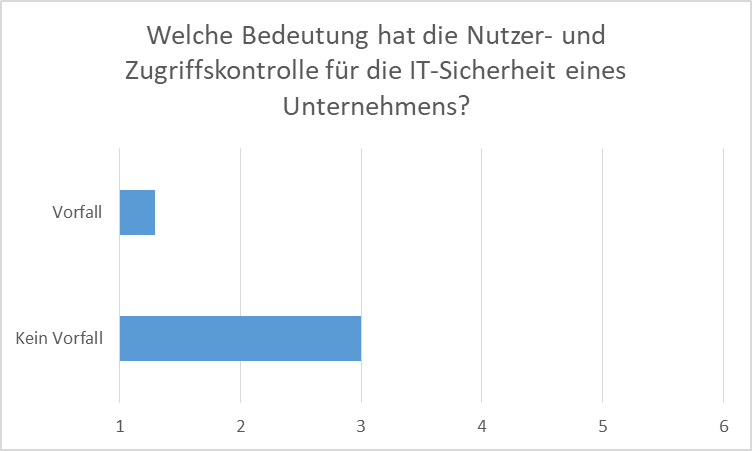 Welche Bedeutung hat die Nutzer- und
Zugriffskontrolle für die IT-Sicherheit eines
Unternehmens?
Vorfall
Kein Vorfall
1 2 3 4 5 6